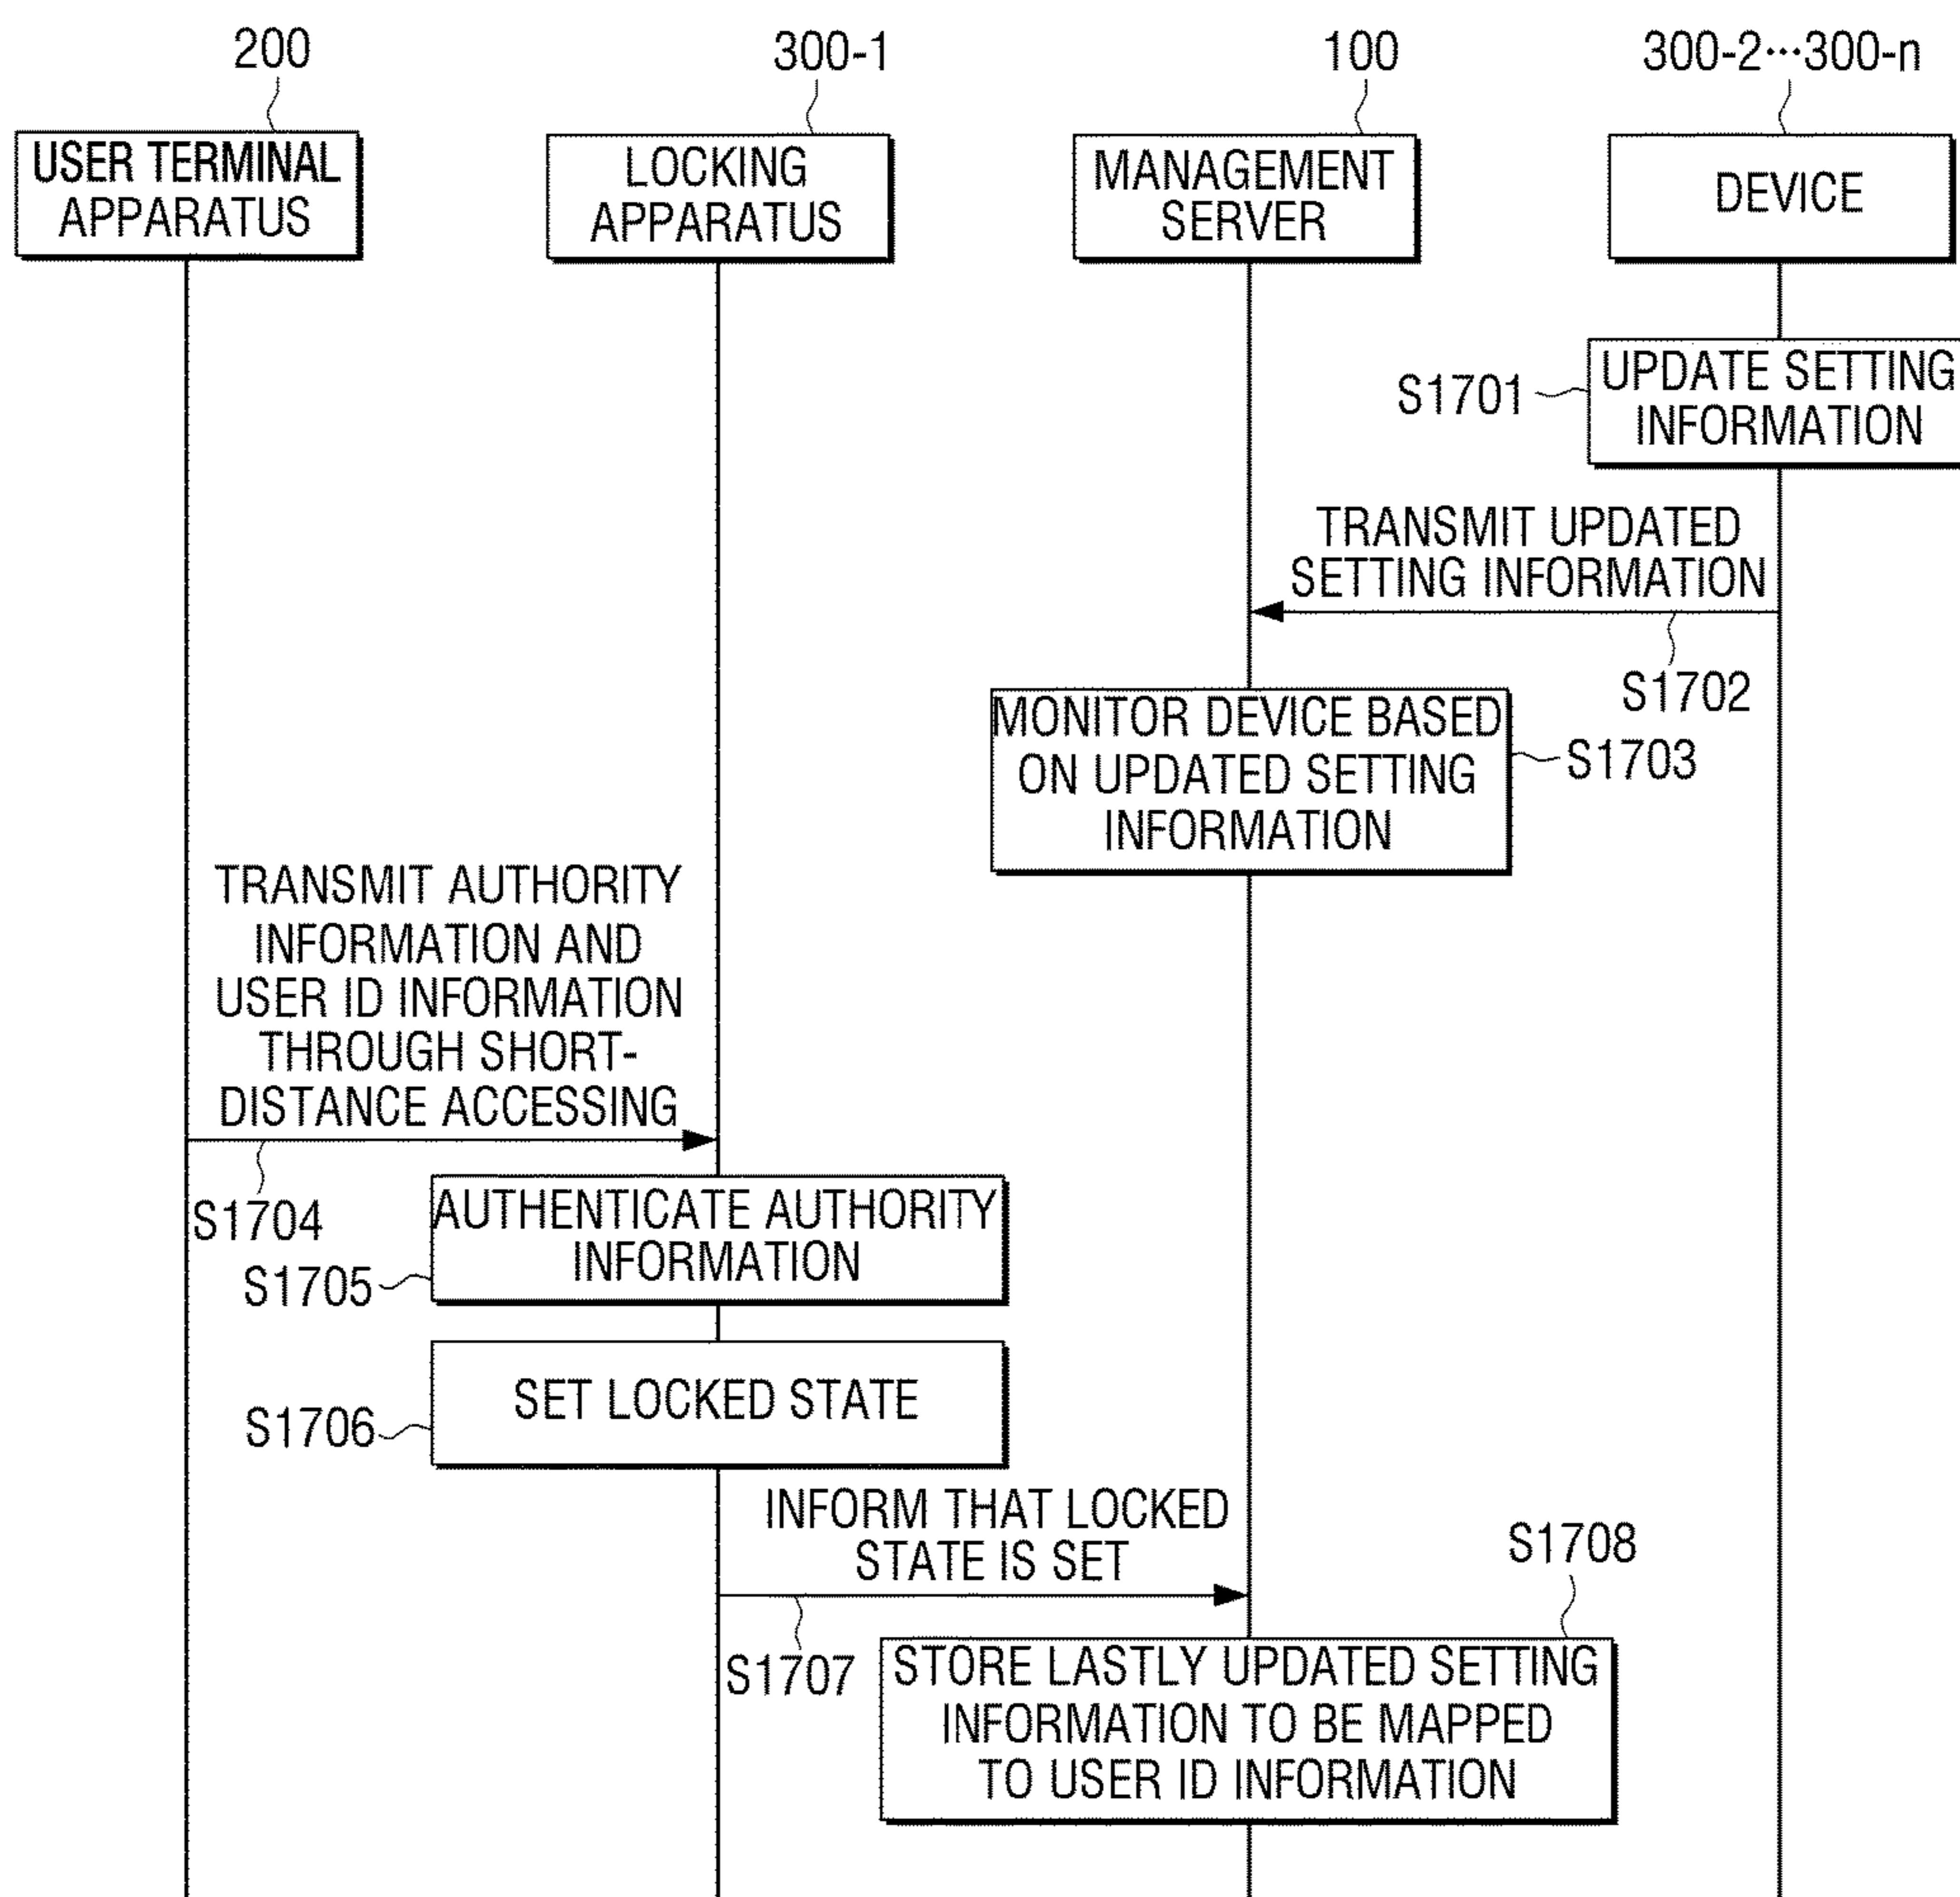 200
300-1
100
300-2···300-n
USER TERMINAL
APPARATUS
LOCKING
APPARATUS
MANAGEMENT
SERVER
DEVICE
S1701
UPDATE SETTING
INFORMATION
TRANSMIT UPDATED
SETTING INFORMATION
S1702
MONITOR DEVICE BASED
ON UPDATED SETTING
INFORMATION
S1703
TRANSMIT AUTHORITY
INFORMATION AND
USER ID INFORMATION
THROUGH SHORT-
DISTANCE ACCESSING
S1704
AUTHENTICATE AUTHORITY
INFORMATION
S1705
SET LOCKED STATE
S1706
INFORM THAT LOCKED
STATE IS SET
S1707
S1708
STORE LASTLY UPDATED SETTING
INFORMATION TO BE MAPPED
TO USER ID INFORMATION